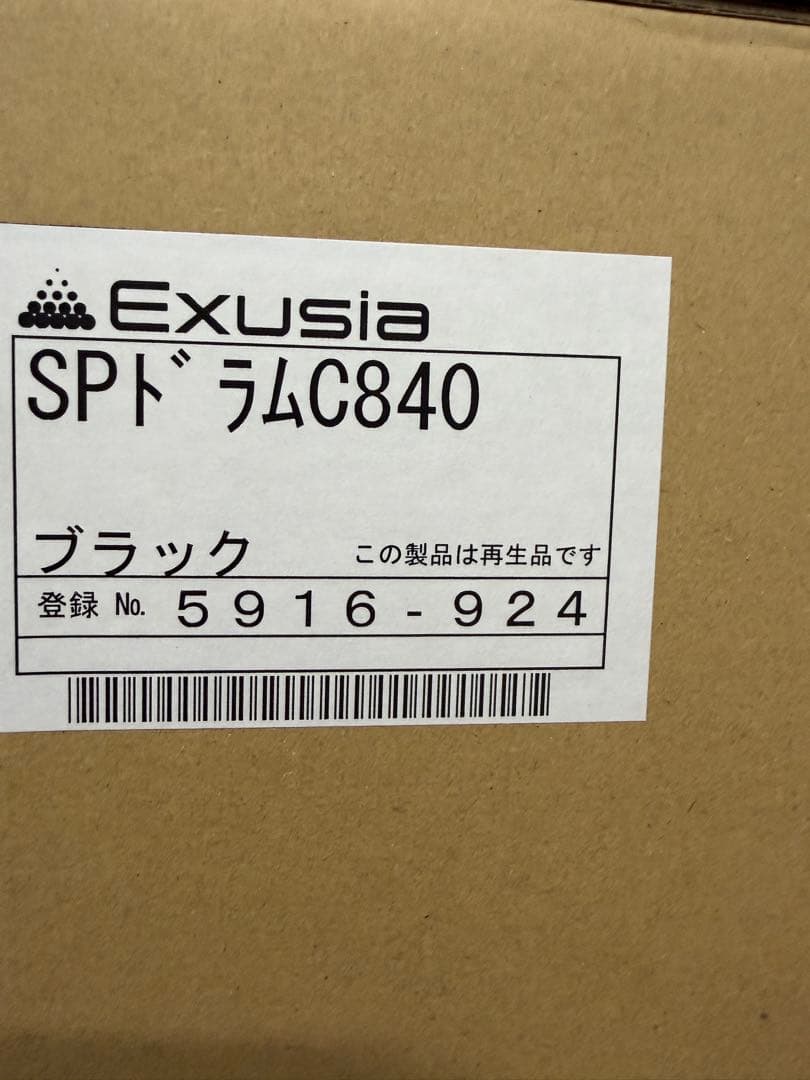 Exusia
SPﾄﾞﾗﾑC840
ブラック
この製品は再生品です
登録 No. 5916-924